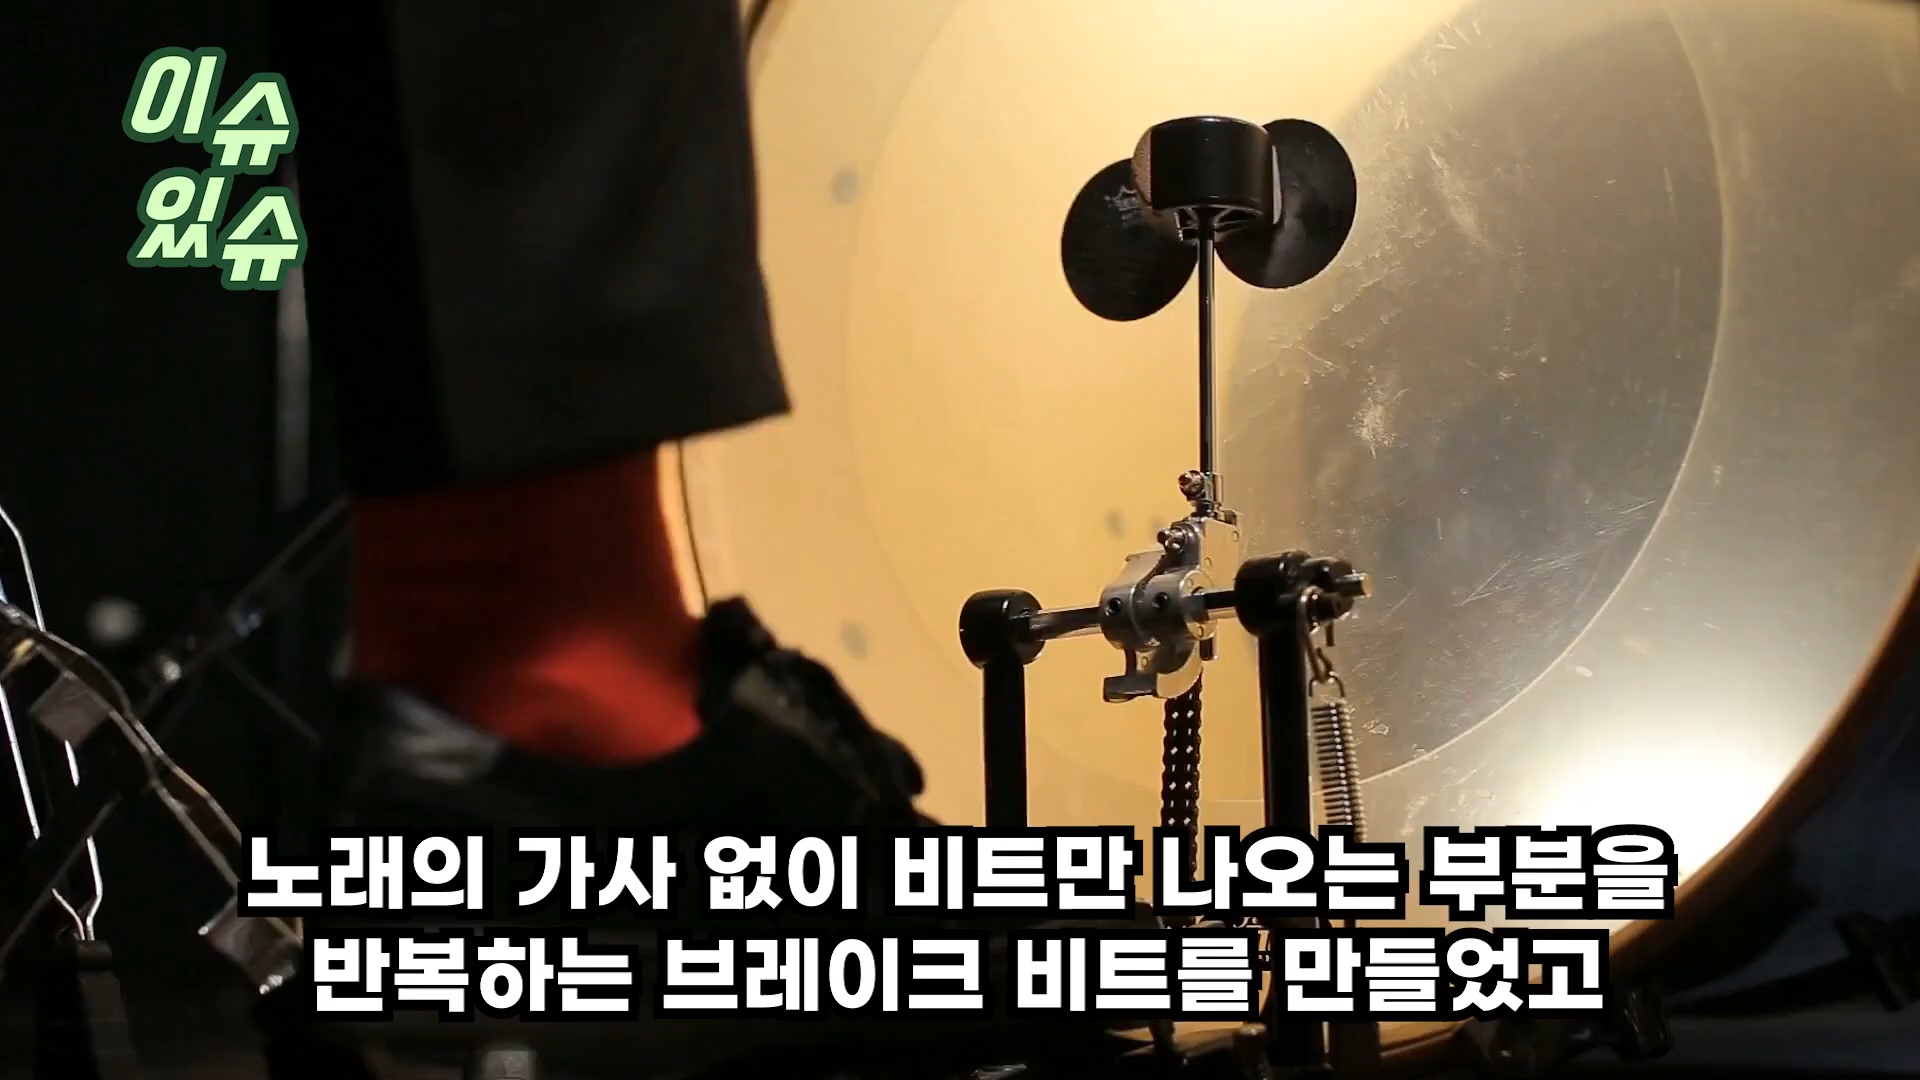 이슈
있슈
노래의 가사 없이 비트만 나오는 부분을
반복하는 브레이크 비트를 만들었고